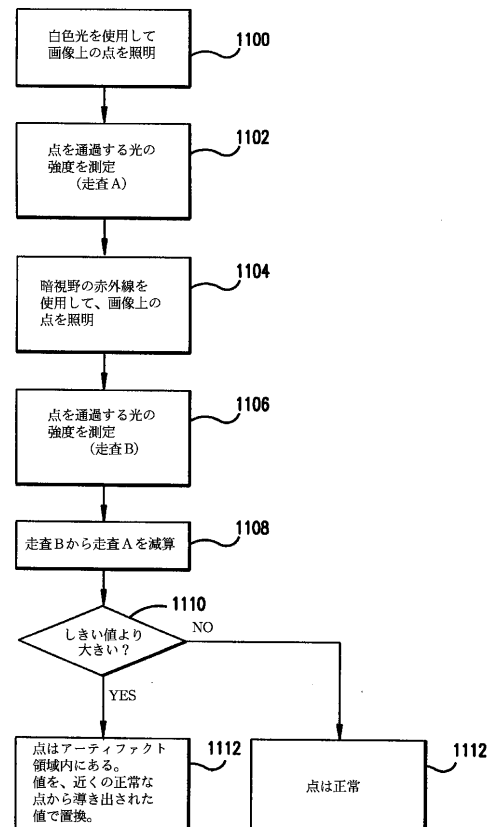 白色光を使用して
画像上の点を照明
1100
点を通過する光の
強度を測定
(走査A)
1102
暗視野の赤外線を
使用して、画像上の
点を照明
1104
点を通過する光の
強度を測定
(走査B)
1106
走査Bから走査Aを減算
1108
しきい値より
大きい?
1110
NO
YES
点はアーティファクト
領域内にある。
値を、近くの正常な
点から導き出された
値で置換。
1112
点は正常
1112